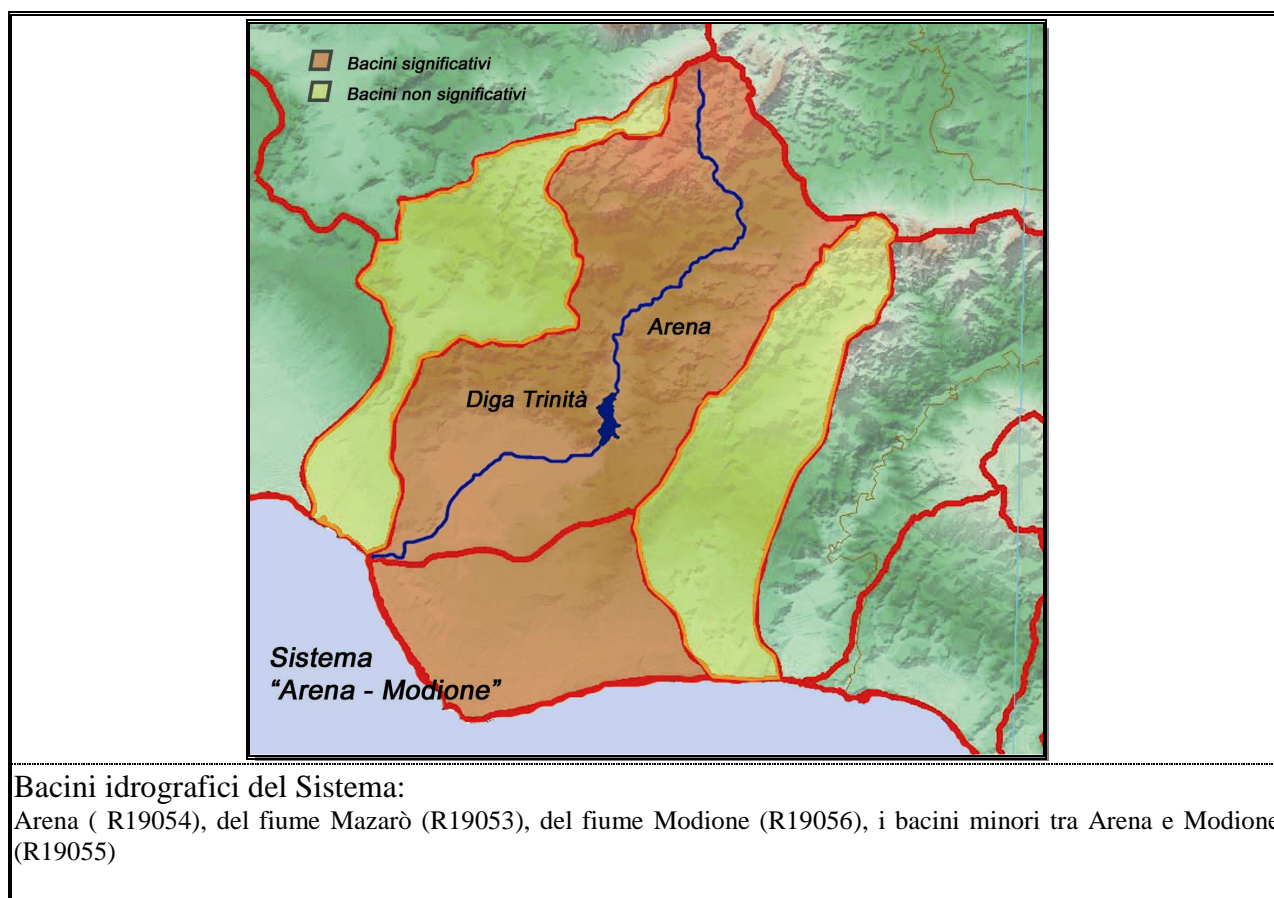 Bacini significativi
Bacini non significativi
Arena
Diga Trinità
Sistema
“Arena - Modione”
Bacini idrografici del Sistema:
Arena ( R19054), del fiume Mazarò (R19053), del fiume Modione (R19056), i bacini minori tra Arena e Modione
(R19055)